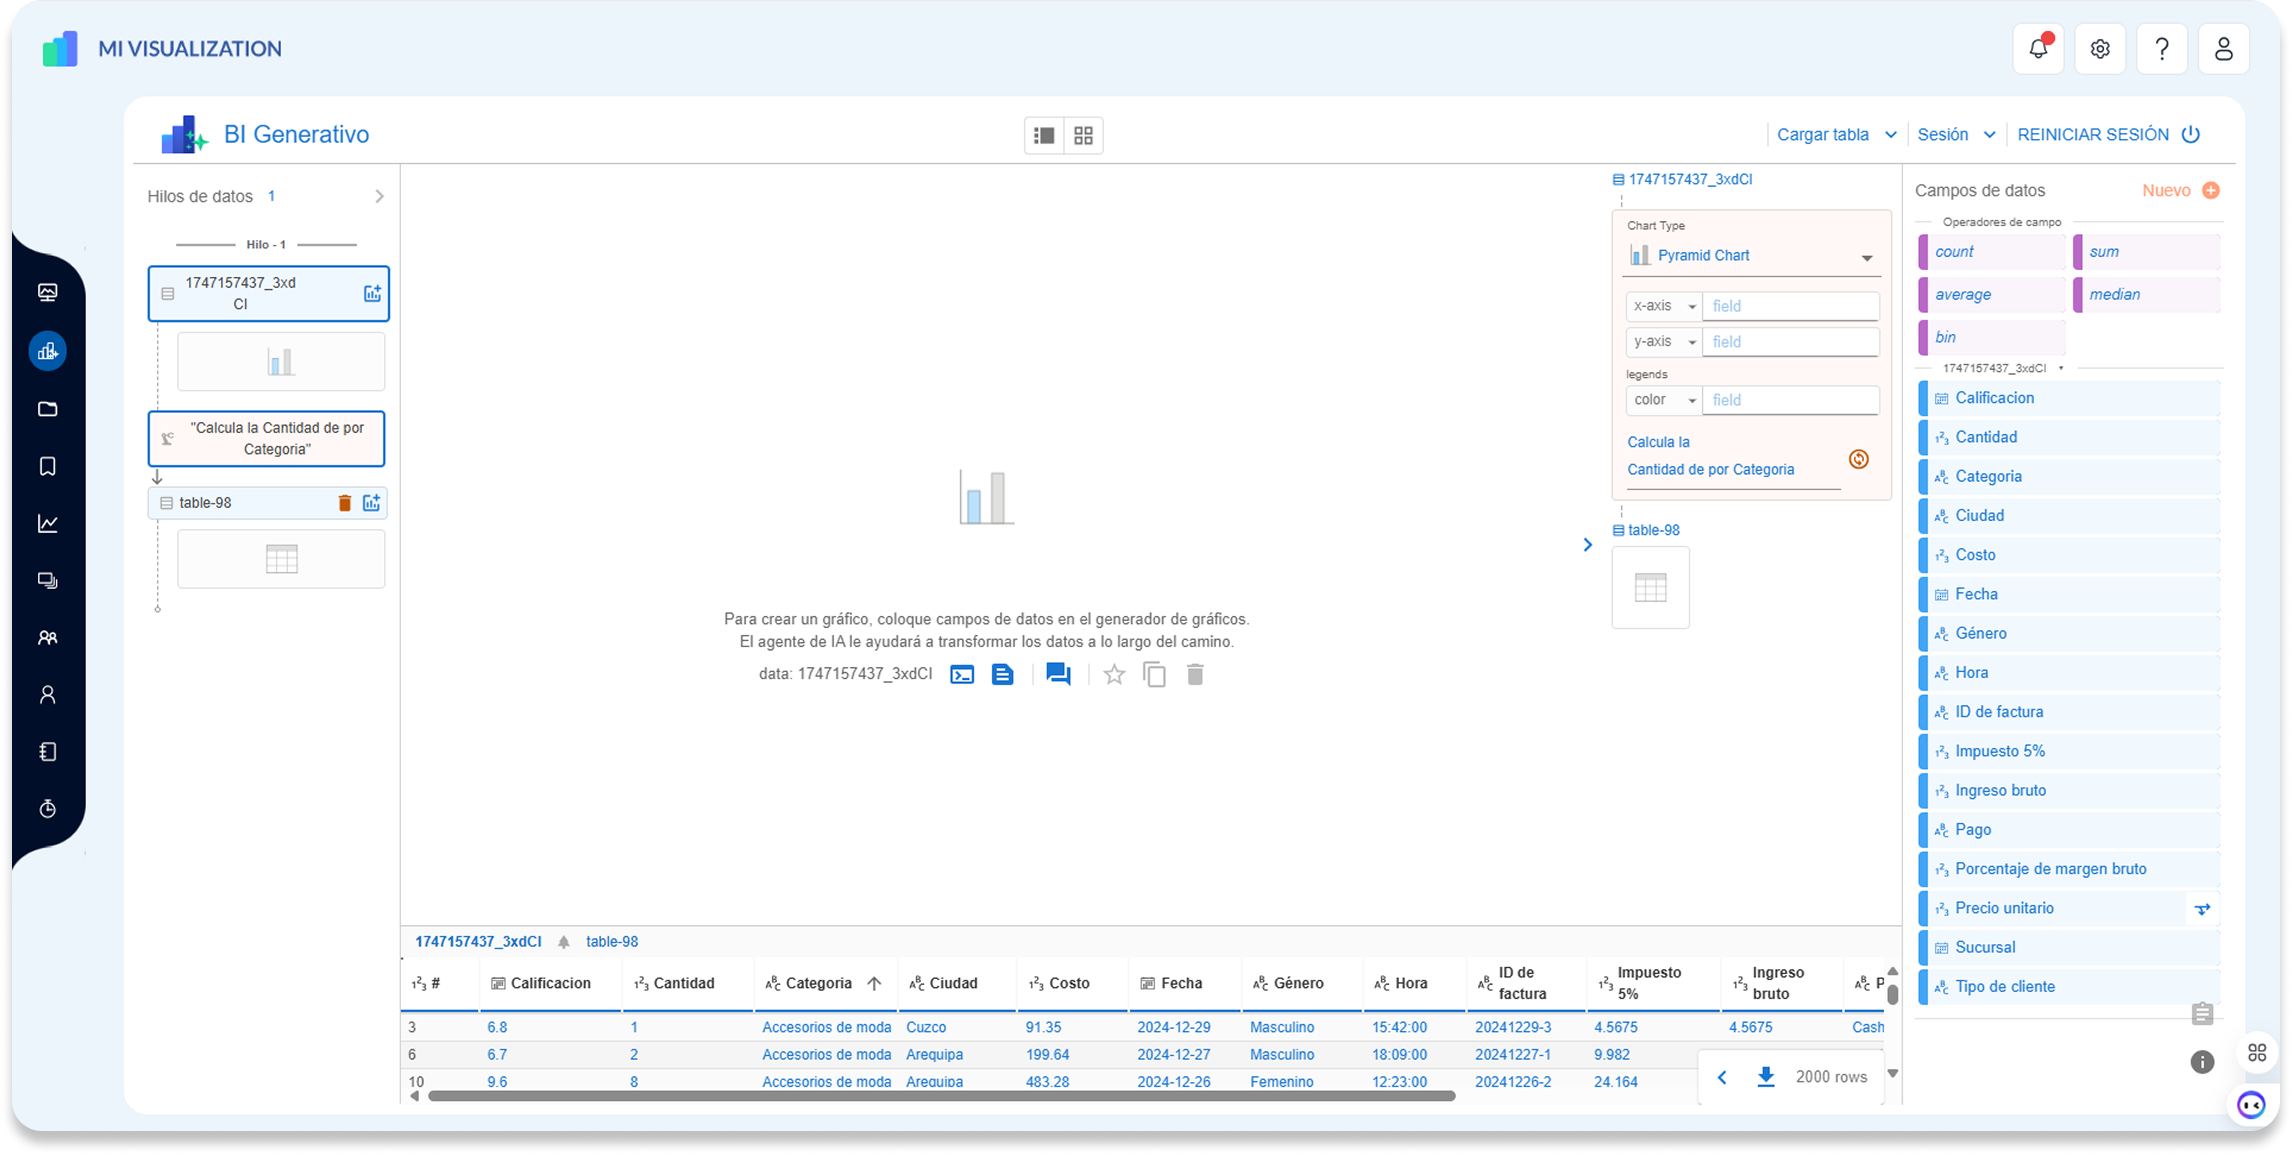 MI VISUALIZATION
BI Generativo
Cargar tabla
Sesión
REINICIAR SESIÓN
Hilos de datos 1
Hilo - 1
1747157437_3xd
CI
"Calcula la Cantidad de por
Categoria"
table-98
Para crear un gráfico, coloque campos de datos en el generador de gráficos.
El agente de IA le ayudará a transformar los datos a lo largo del camino.
data: 1747157437_3xdCI
1747157437_3xdCI
Chart Type
Pyramid Chart
x-axis field
y-axis field
legends
color field
Calcula la
Cantidad de por Categoria
table-98
Campos de datos Nuevo
Operadores de campo
count sum
average median
bin
1747157437_3xdCI
Calificacion
Cantidad
Categoria
Ciudad
Costo
Fecha
Género
Hora
ID de factura
Impuesto 5%
Ingreso bruto
Pago
Porcentaje de margen bruto
Precio unitario
Sucursal
Tipo de cliente
1747157437_3xdCI table-98
# Calificacion Cantidad Categoria Ciudad Costo Fecha Género Hora ID de factura Impuesto 5% Ingreso bruto P
3 6.8 1 Accesorios de moda Cuzco 91.35 2024-12-29 Masculino 15:42:00 20241229-3 4.5675 4.5675 Cash
6 6.7 2 Accesorios de moda Arequipa 199.64 2024-12-27 Masculino 18:09:00 20241227-1 9.982
10 9.6 8 Accesorios de moda Arequipa 483.28 2024-12-26 Femenino 12:23:00 20241226-2 24.164
2000 rows